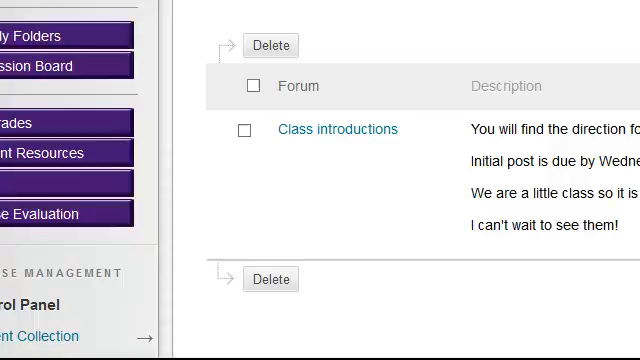 ly Folders
ssion Board
rades
nt Resources
e Evaluation
SE MANAGEMENT
rol Panel
nt Collection
Delete
Forum Description
Class introductions You will find the direction fo
Initial post is due by Wedne
We are a little class so it is
I can't wait to see them!
Delete